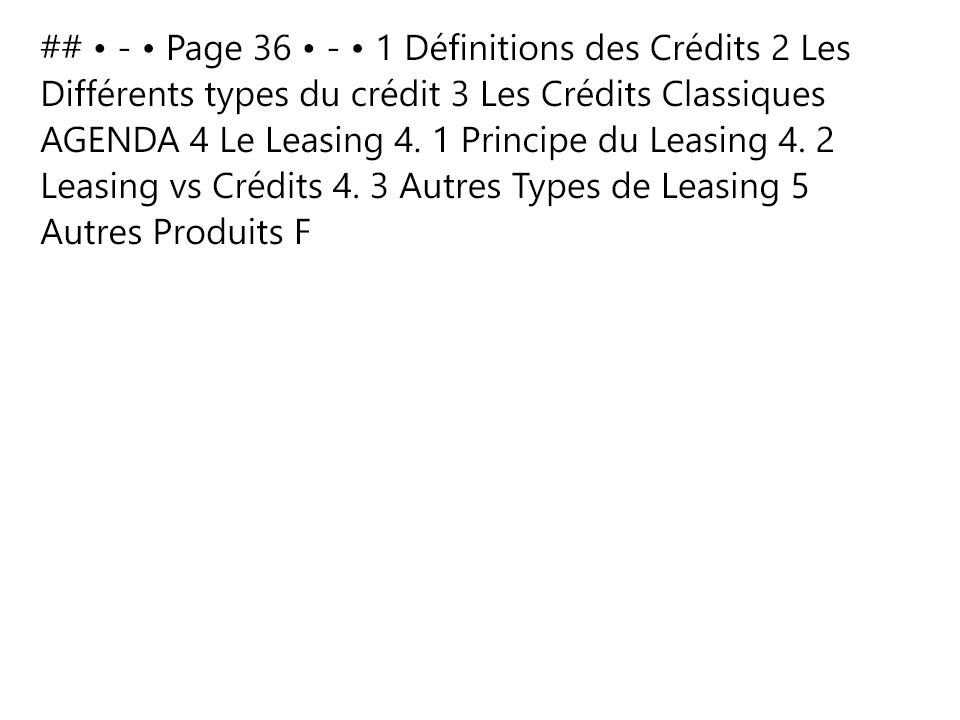 ## • - • Page 36 • - • 1 Définitions des Crédits 2 Les
Différents types du crédit 3 Les Crédits Classiques
AGENDA 4 Le Leasing 4. 1 Principe du Leasing 4. 2
Leasing vs Crédits 4. 3 Autres Types de Leasing 5
Autres Produits F